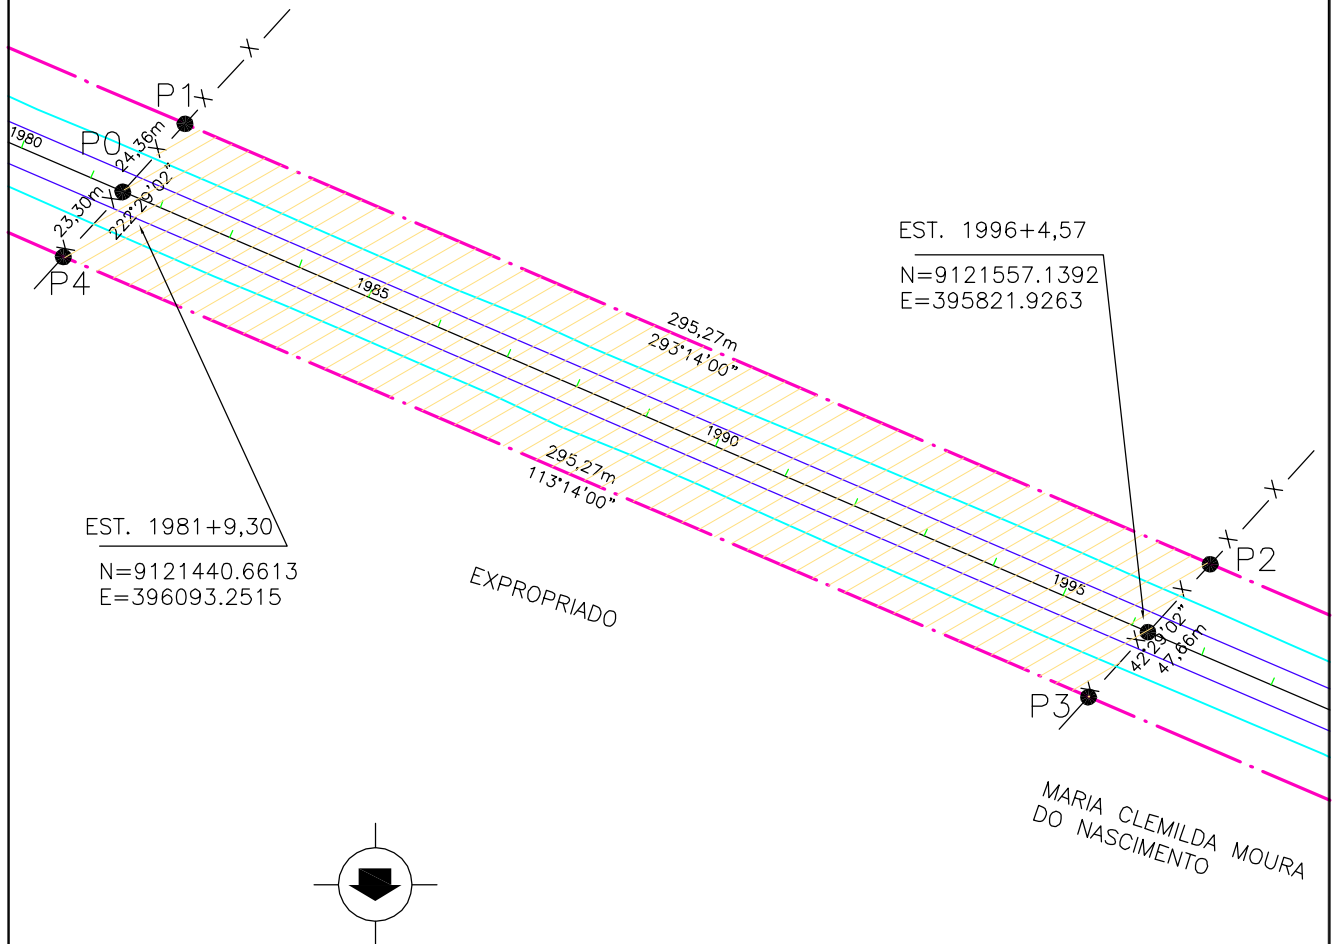 P1
1980
P0
24,36m
23,30m
222°29'02"
P4
EST. 1996+4,57
N=9121557.1392
E=395821.9263
1985
295,27m
293°14'00"
1990
295,27m
113°14'00"
EST. 1981+9,30
N=9121440.6613
E=396093.2515
EXPROPRIADO
1995
P2
42°29'02"
47,66m
P3
MARIA CLEMILDA MOURA
DO NASCIMENTO